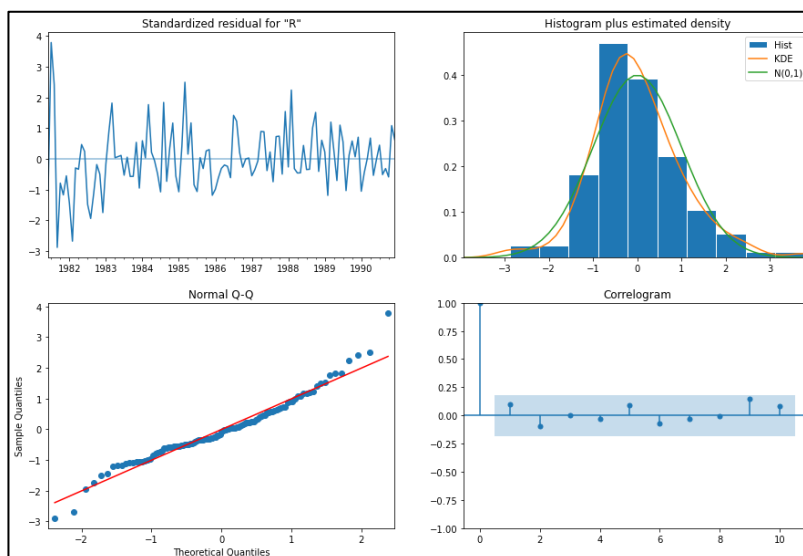 Standardized residual for "R"
4
3
2
1
0
−1
−2
−3
1982 1983 1984 1985 1986 1987 1988 1989 1990
Histogram plus estimated density
Hist
KDE
N(0,1)
0.4
0.3
0.2
0.1
0.0
−3 −2 −1 0 1 2 3
Normal Q-Q
Sample Quantiles
4
3
2
1
0
−1
−2
−3
−2 −1 0 1 2
Theoretical Quantiles
Correlogram
1.00
0.75
0.50
0.25
0.00
−0.25
−0.50
−0.75
−1.00
0 2 4 6 8 10